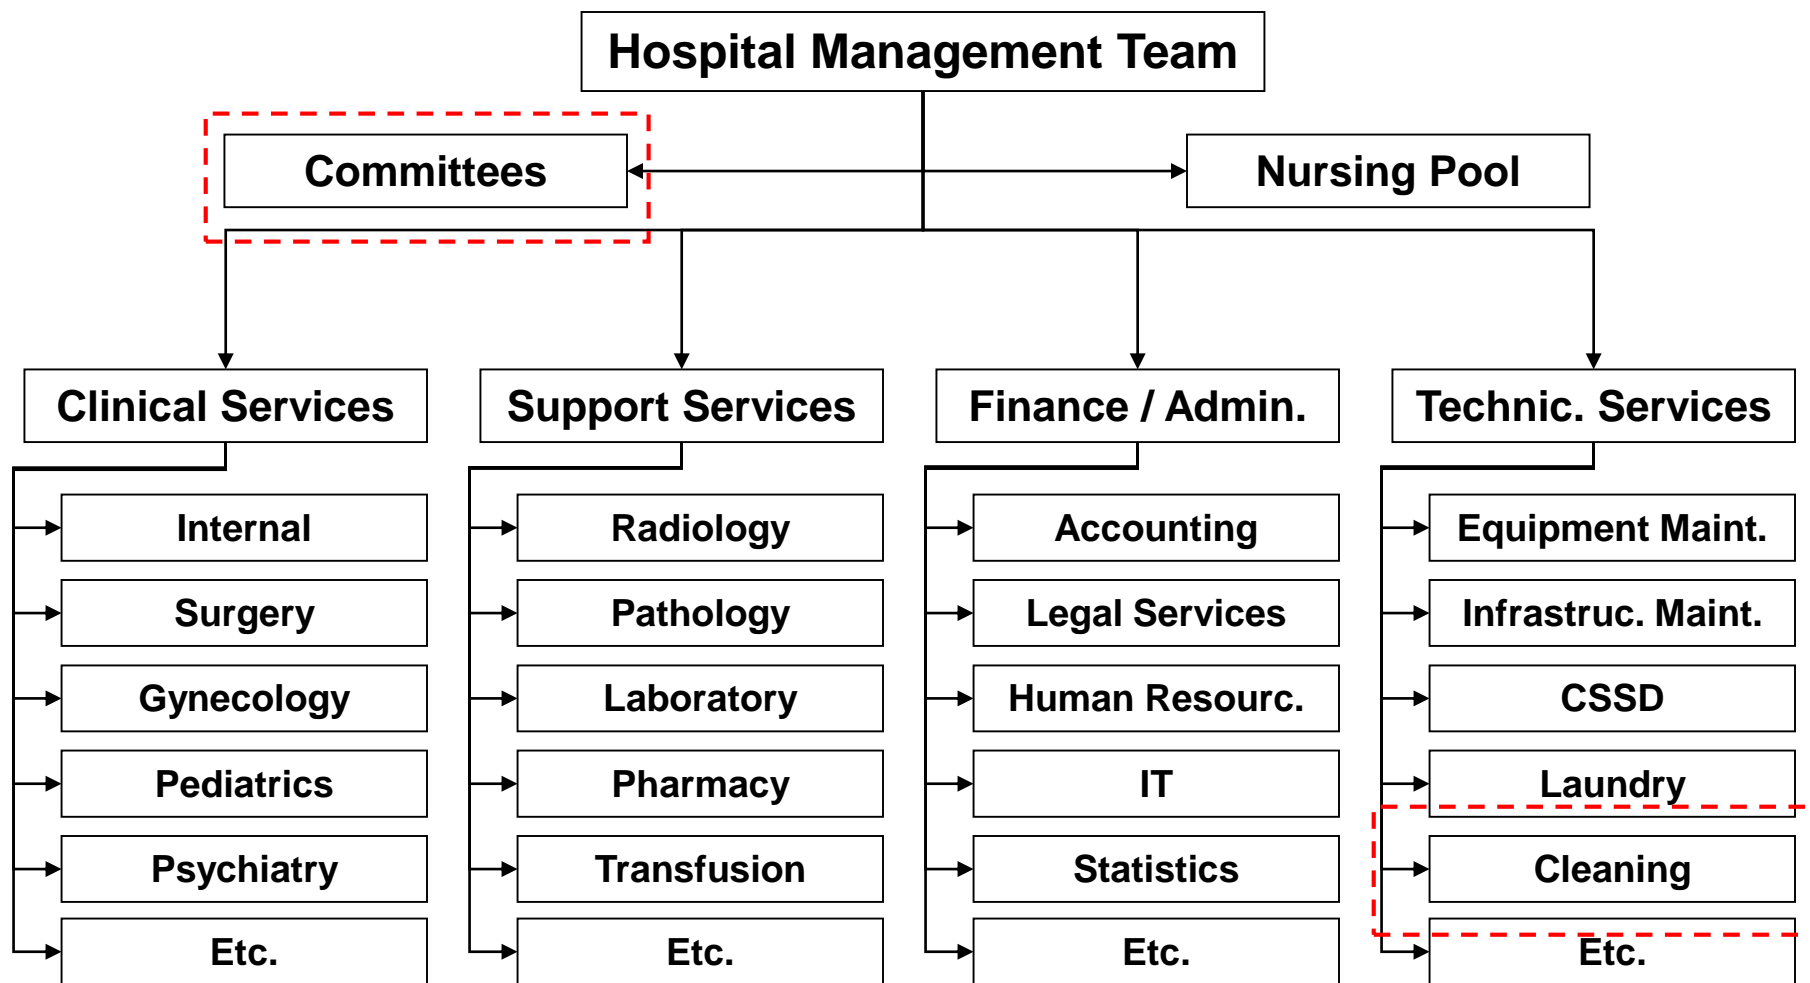 Hospital Management Team
Committees
Nursing Pool
Clinical Services
Support Services
Finance / Admin.
Technic. Services
Internal
Surgery
Gynecology
Pediatrics
Psychiatry
Etc.
Radiology
Pathology
Laboratory
Pharmacy
Transfusion
Etc.
Accounting
Legal Services
Human Resourc.
IT
Statistics
Etc.
Equipment Maint.
Infrastruc. Maint.
CSSD
Laundry
Cleaning
Etc.